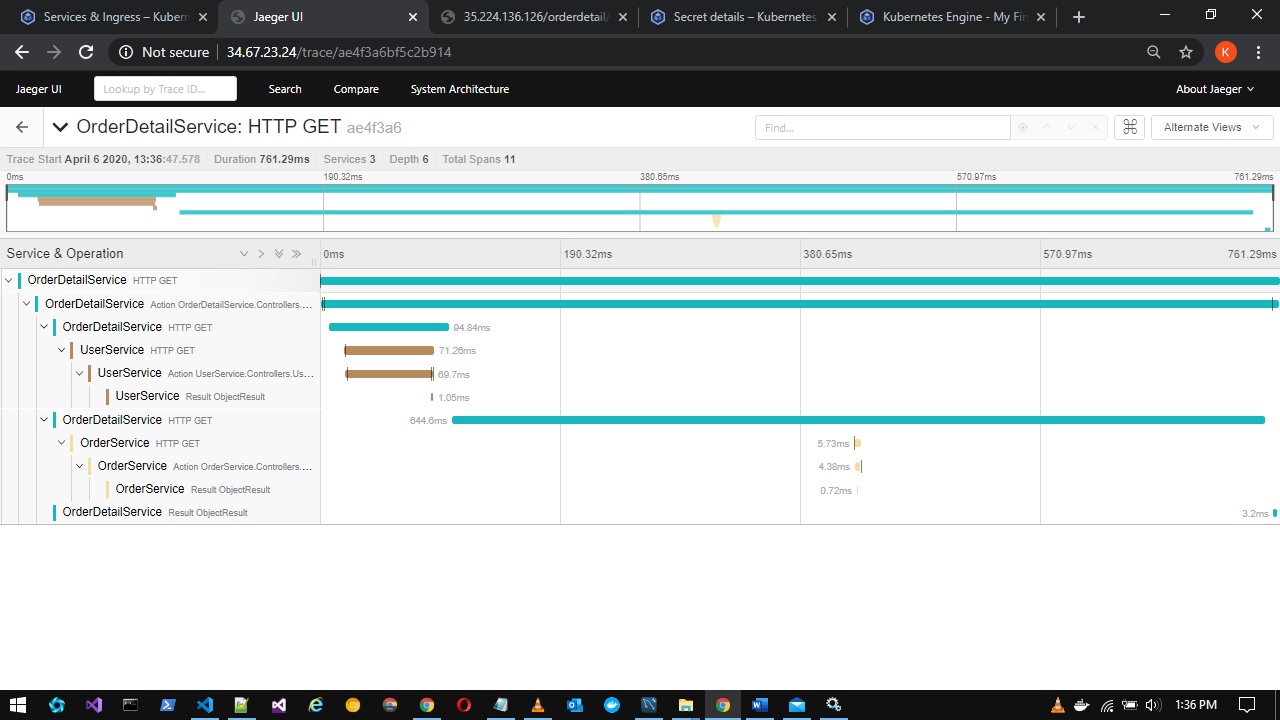 Services & Ingress – Kubern
Jaeger UI
35.224.136.126/orderdetail/
Secret details – Kubernetes
Kubernetes Engine - My Fir
Not secure
34.67.23.24/trace/ae4f3a6bf5c2b914
K
Jaeger UI
Lookup by Trace ID...
Search
Compare
System Architecture
About Jaeger
OrderDetailService: HTTP GET ae4f3a6
Find...
Alternate Views
Trace Start April 6 2020, 13:36:47.578 Duration 761.29ms Services 3 Depth 6 Total Spans 11
0ms 190.32ms 380.65ms 570.97ms 761.29ms
Service & Operation 0ms 190.32ms 380.65ms 570.97ms 761.29ms
OrderDetailService HTTP GET
OrderDetailService Action OrderDetailService.Controllers....
OrderDetailService HTTP GET 94.84ms
UserService HTTP GET 71.26ms
UserService Action UserService.Controllers.Us... 69.7ms
UserService Result ObjectResult 1.05ms
OrderDetailService HTTP GET 644.6ms
OrderService HTTP GET 5.73ms
OrderService Action OrderService.Controllers.... 4.38ms
OrderService Result ObjectResult 0.72ms
OrderDetailService Result ObjectResult 3.2ms
1:36 PM